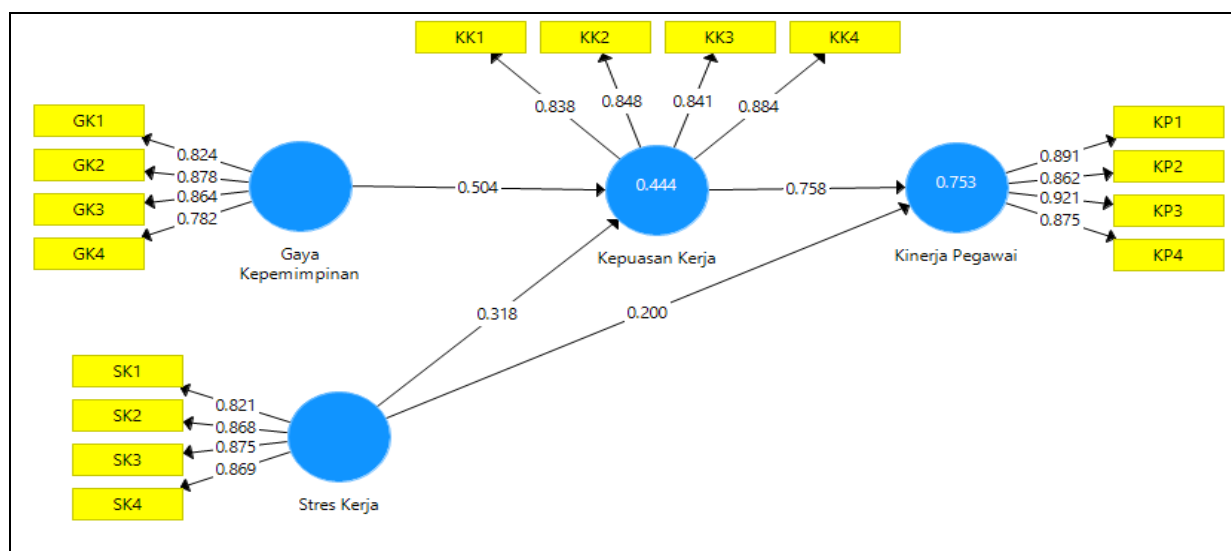 KK1
KK2
KK3
KK4
0.838
0.848
0.841
0.884
GK1
GK2
GK3
GK4
0.824
0.878
0.864
0.782
Gaya
Kepemimpinan
0.504
0.444
Kepuasan Kerja
0.758
0.753
Kinerja Pegawai
KP1
KP2
KP3
KP4
0.891
0.862
0.921
0.875
0.318
0.200
SK1
SK2
SK3
SK4
0.821
0.868
0.875
0.869
Stres Kerja